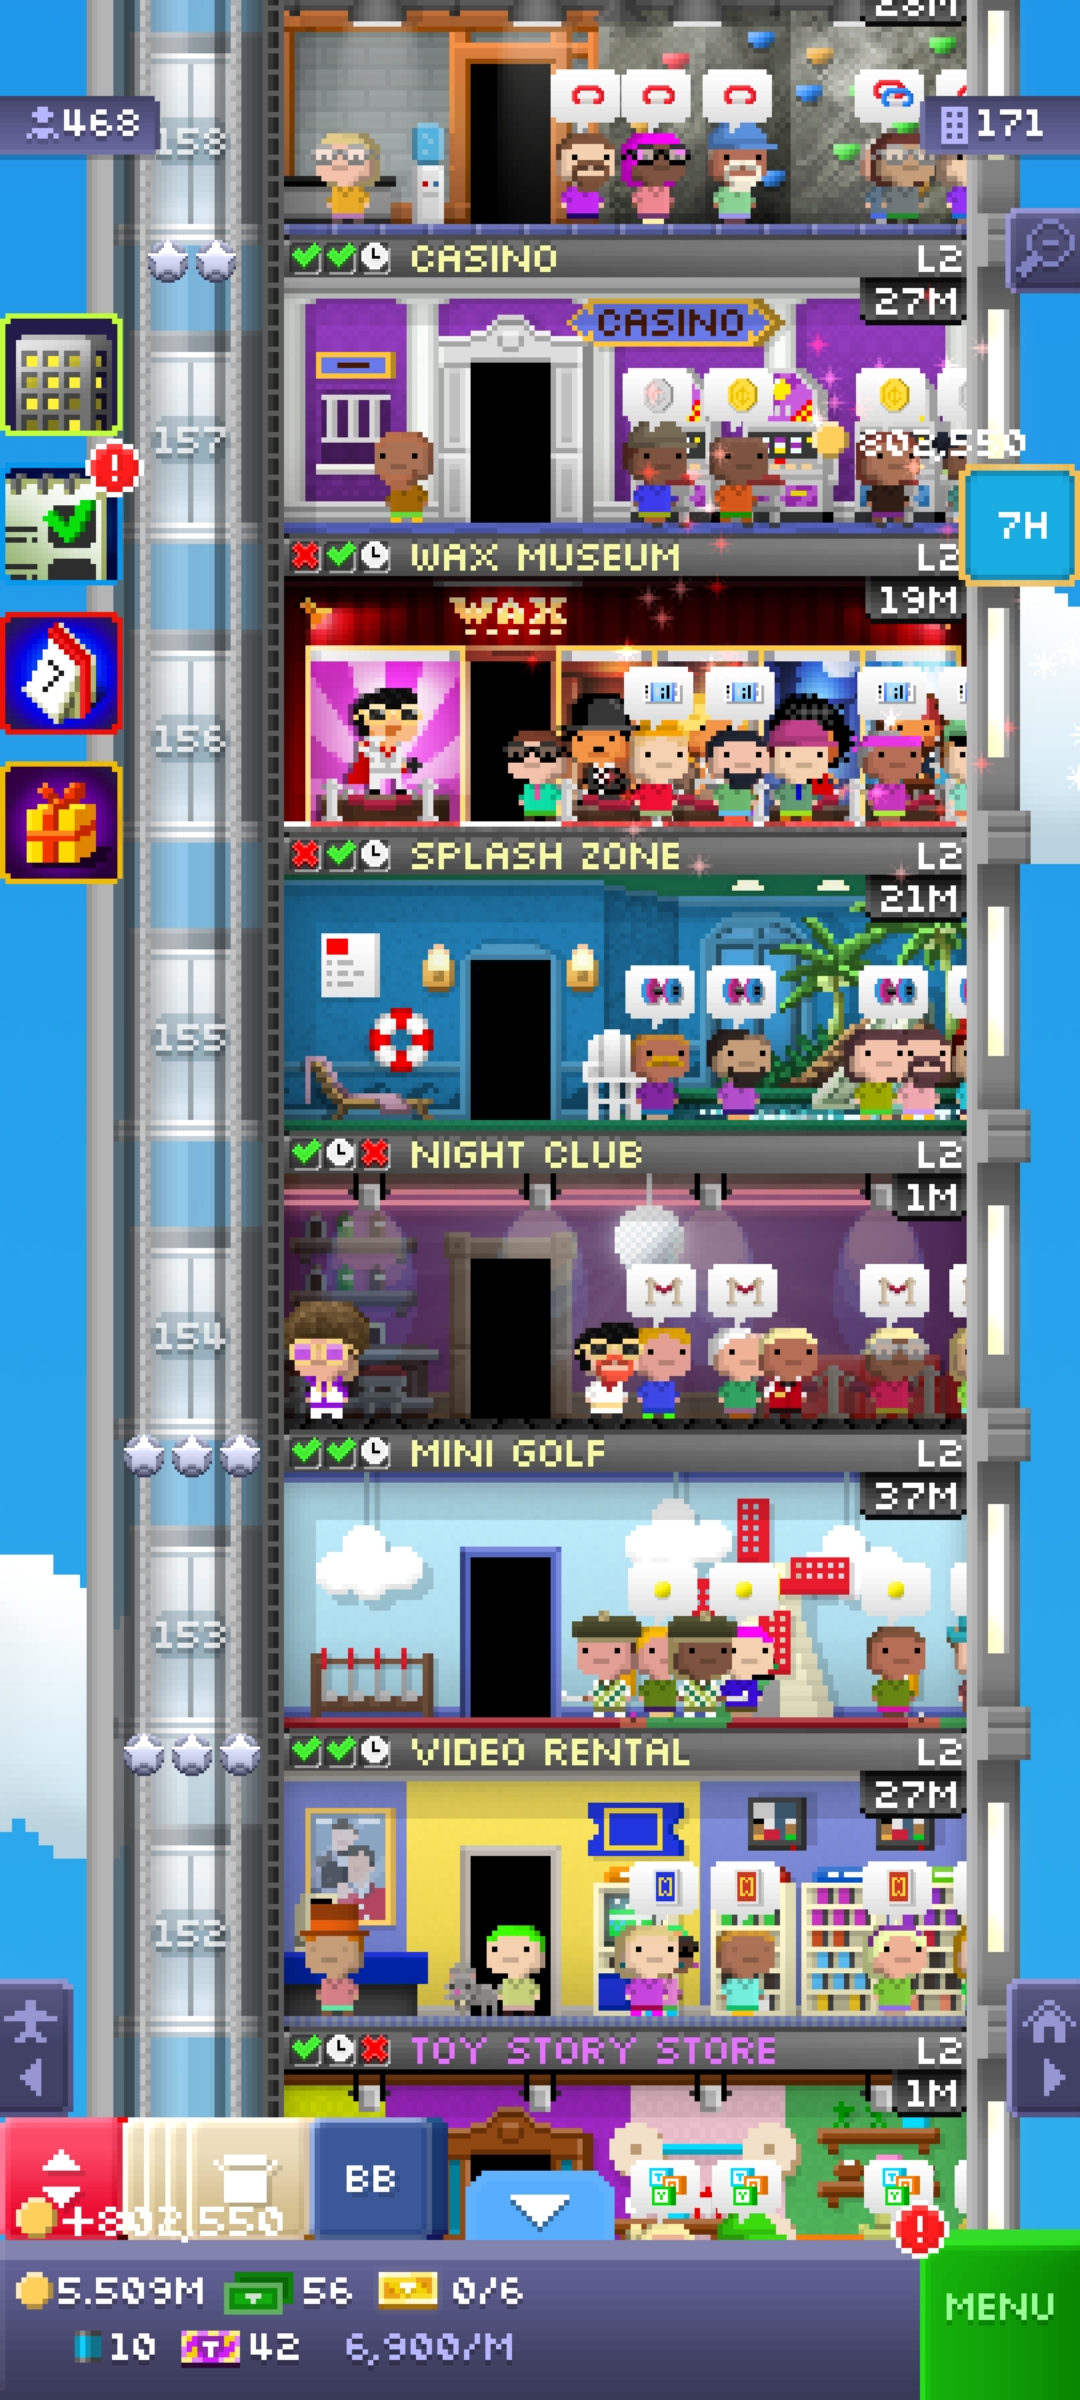 28M
468
158
171
CASINO L2
27M
CASINO
157
802,550
7H
WAX MUSEUM L2
19M
WAX
156
SPLASH ZONE L2
21M
155
NIGHT CLUB L2
1M
154
MINI GOLF L2
37M
153
VIDEO RENTAL L2
27M
152
TOY STORY STORE L2
1M
BB
+802,550
5.509M 56 0/6
MENU
10 T 42 6,900/M